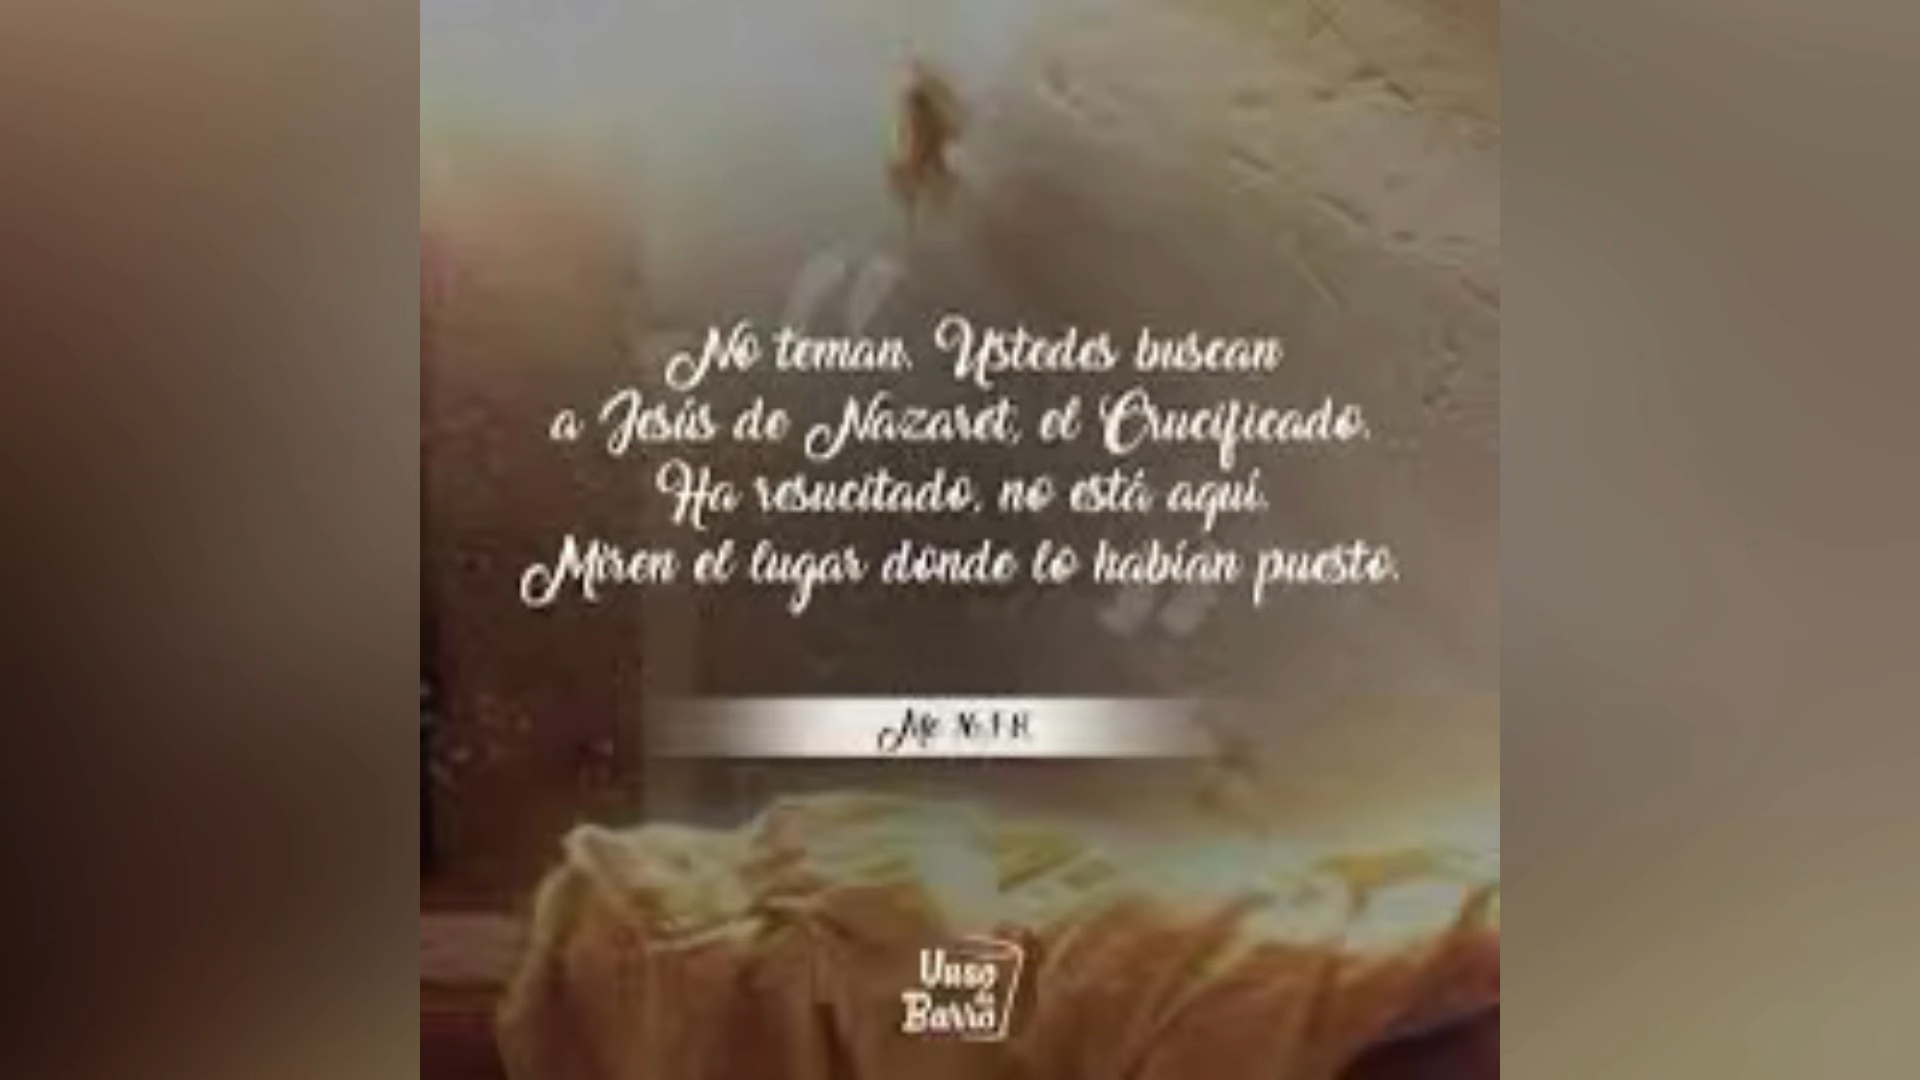 No teman. Ustedes buscan
a Jesús de Nazaret, el Crucificado.
Ha resucitado, no está aquí.
Miren el lugar donde lo habían puesto.
Mc
Vaso
de
Barro